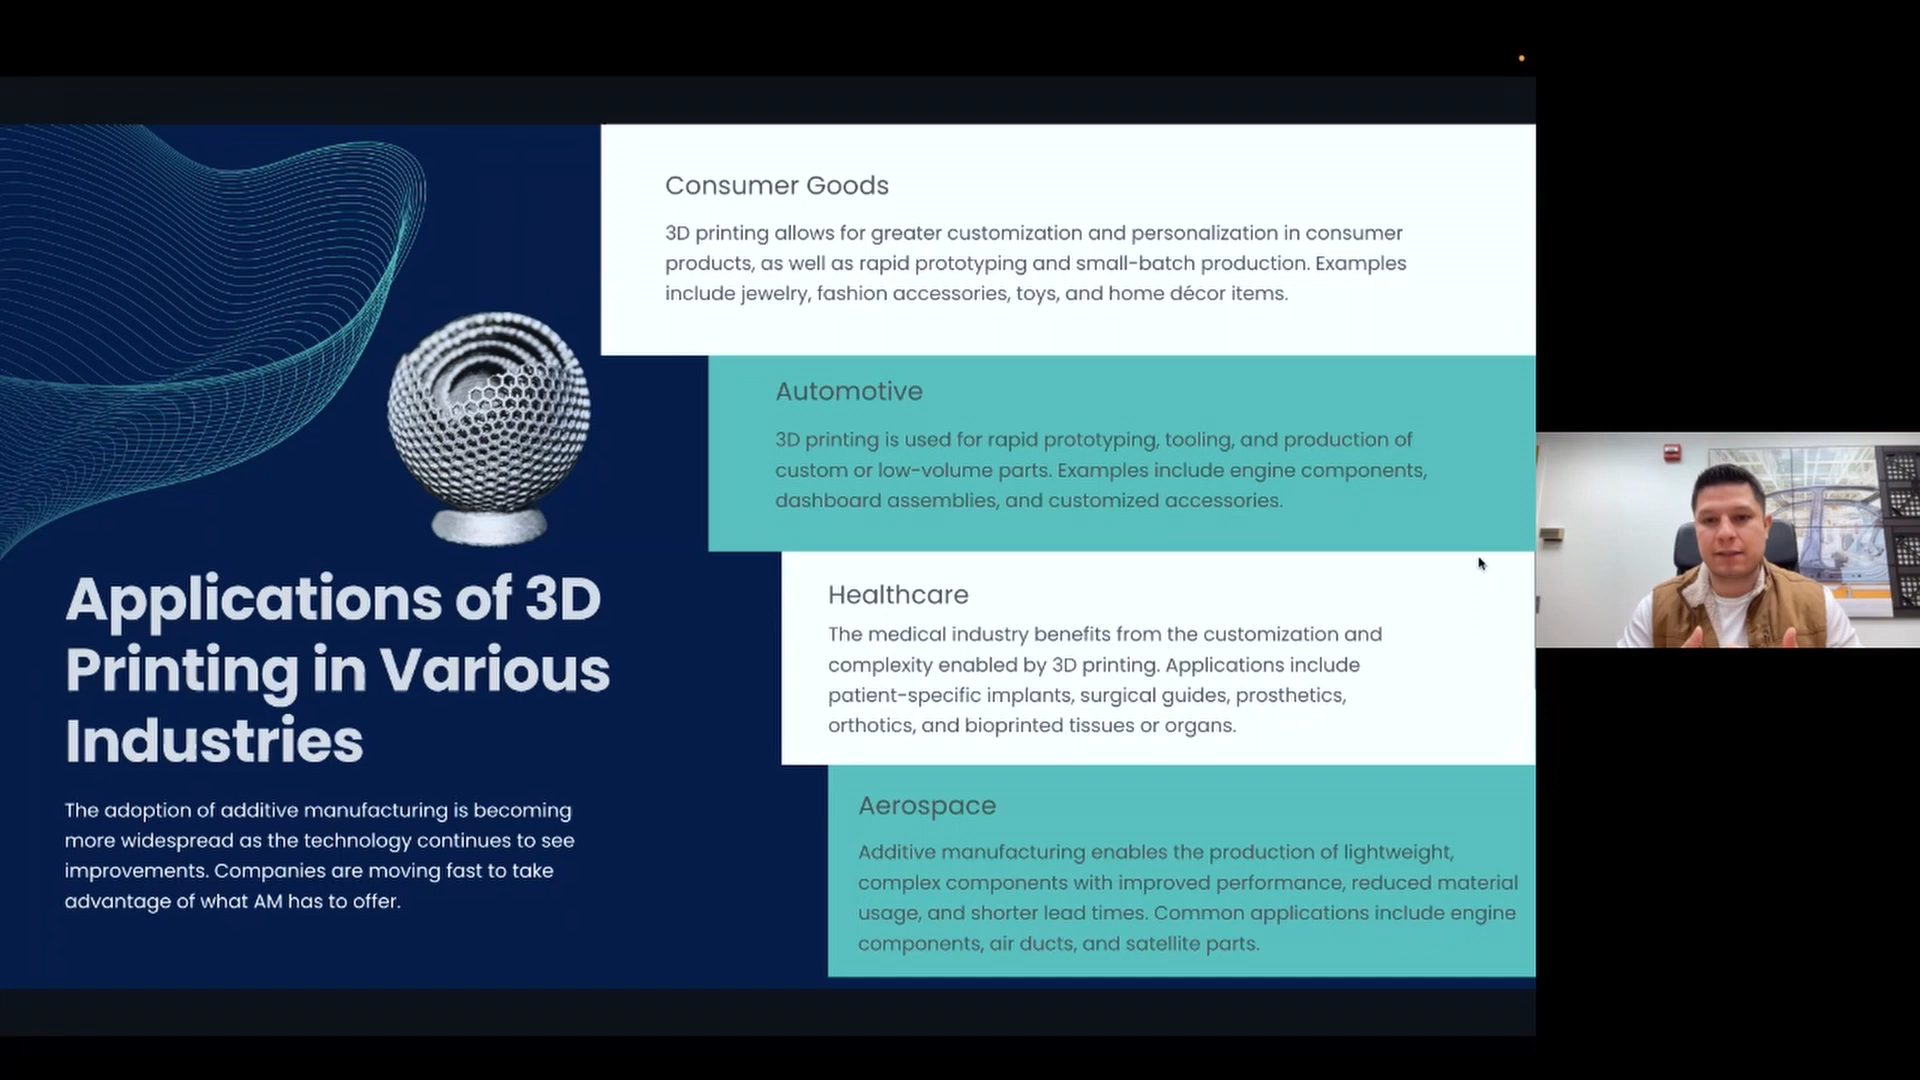 Applications of 3D
Printing in Various
Industries
The adoption of additive manufacturing is becoming
more widespread as the technology continues to see
improvements. Companies are moving fast to take
advantage of what AM has to offer.
Consumer Goods
3D printing allows for greater customization and personalization in consumer
products, as well as rapid prototyping and small-batch production. Examples
include jewelry, fashion accessories, toys, and home décor items.
Automotive
3D printing is used for rapid prototyping, tooling, and production of
custom or low-volume parts. Examples include engine components,
dashboard assemblies, and customized accessories.
Healthcare
The medical industry benefits from the customization and
complexity enabled by 3D printing. Applications include
patient-specific implants, surgical guides, prosthetics,
orthotics, and bioprinted tissues or organs.
Aerospace
Additive manufacturing enables the production of lightweight,
complex components with improved performance, reduced material
usage, and shorter lead times. Common applications include engine
components, air ducts, and satellite parts.